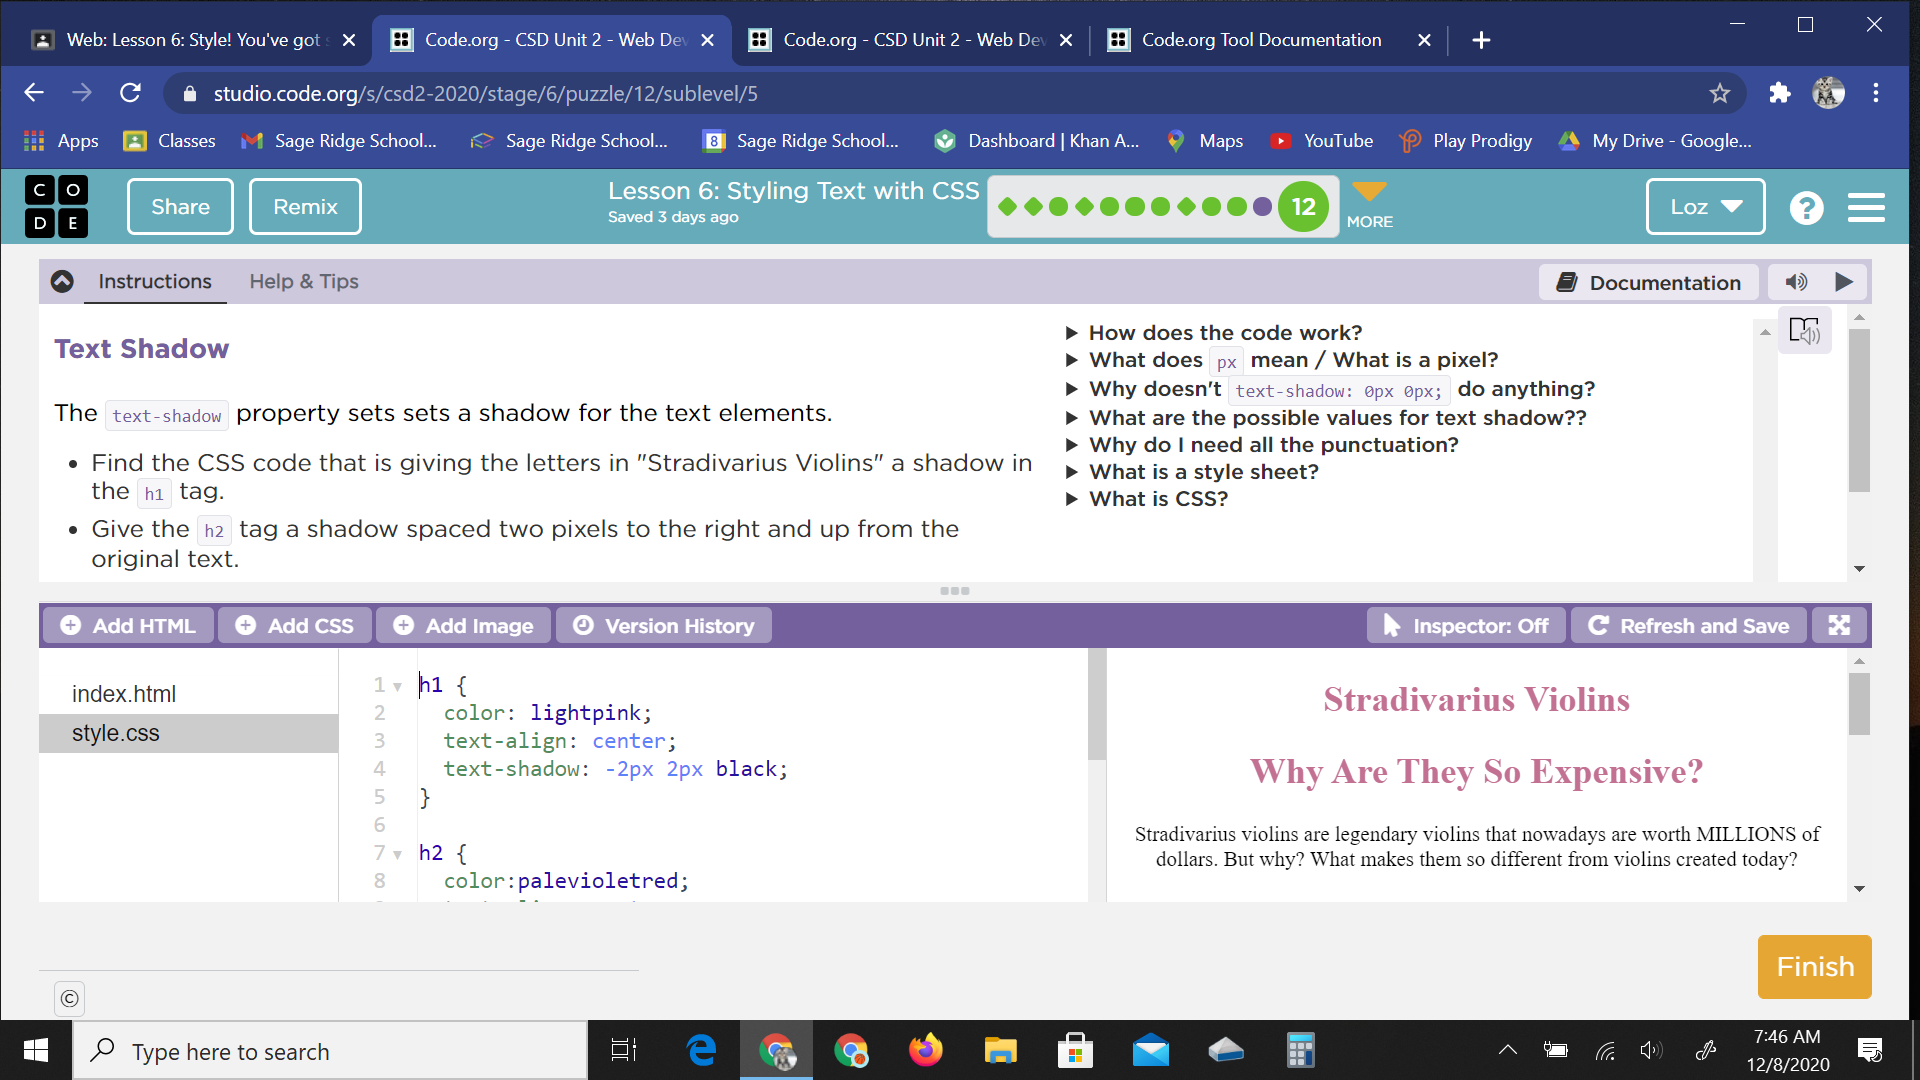 Web: Lesson 6: Style! You've got
Code.org - CSD Unit 2 - Web Dev
Code.org - CSD Unit 2 - Web Dev
Code.org Tool Documentation
studio.code.org/s/csd2-2020/stage/6/puzzle/12/sublevel/5
Apps
Classes
Sage Ridge School...
Sage Ridge School...
8
Sage Ridge School...
Dashboard | Khan A...
Maps
YouTube
Play Prodigy
My Drive - Google...
C O
D E
Share
Remix
Lesson 6: Styling Text with CSS
Saved 3 days ago
12
MORE
Loz
?
Instructions
Help & Tips
Documentation
Text Shadow
The text-shadow property sets sets a shadow for the text elements.
• Find the CSS code that is giving the letters in "Stradivarius Violins" a shadow in
the h1 tag.
• Give the h2 tag a shadow spaced two pixels to the right and up from the
original text.
How does the code work?
What does px mean / What is a pixel?
Why doesn't text-shadow: 0px 0px; do anything?
What are the possible values for text shadow??
Why do I need all the punctuation?
What is a style sheet?
What is CSS?
Add HTML
Add CSS
Add Image
Version History
Inspector: Off
Refresh and Save
index.html
style.css
1 h1 {
2 color: lightpink;
3 text-align: center;
4 text-shadow: -2px 2px black;
5 }
6
7 h2 {
8 color:palevioletred;
Stradivarius Violins
Why Are They So Expensive?
Stradivarius violins are legendary violins that nowadays are worth MILLIONS of
dollars. But why? What makes them so different from violins created today?
Finish
©
Type here to search
7:46 AM
12/8/2020